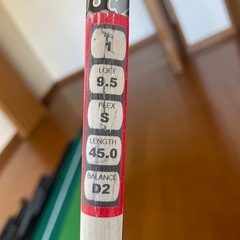 1
LOFT
9.5
FLEX
S
LENGTH
45.0
BALANCE
D2